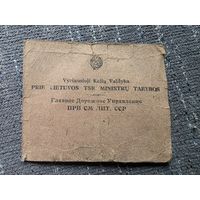 Vyriausioji Kelių Valdyba
PRIE LIETUVOS TSR MINISTRŲ TARYBOS
Главное Дорожное Управление
ПРИ СМ ЛИТ. ССР